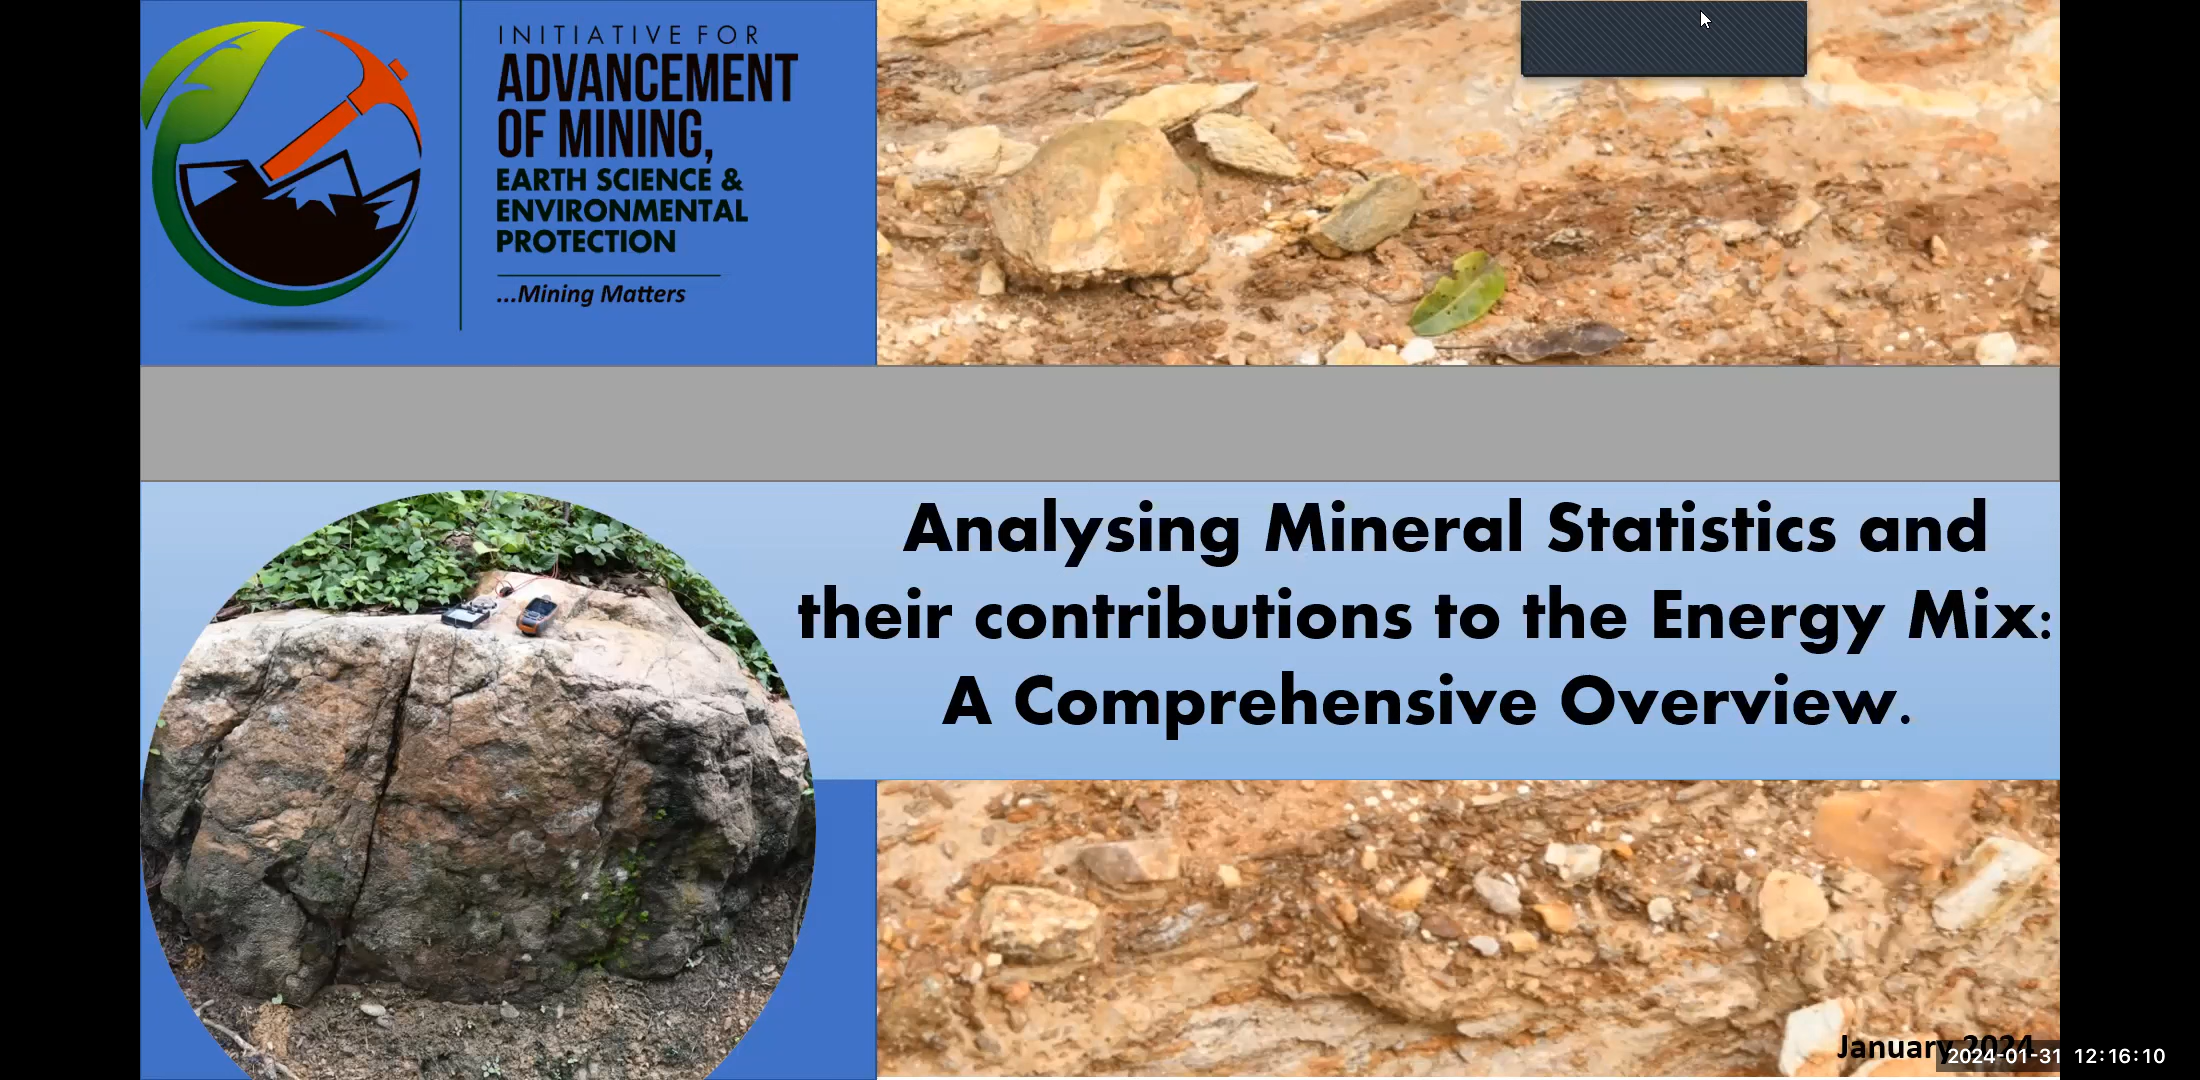 INITIATIVE FOR
ADVANCEMENT
OF MINING,
EARTH SCIENCE &
ENVIRONMENTAL
PROTECTION
...Mining Matters
Analysing Mineral Statistics and
their contributions to the Energy Mix:
A Comprehensive Overview.
January 2024
2024-01-31 12:16:10